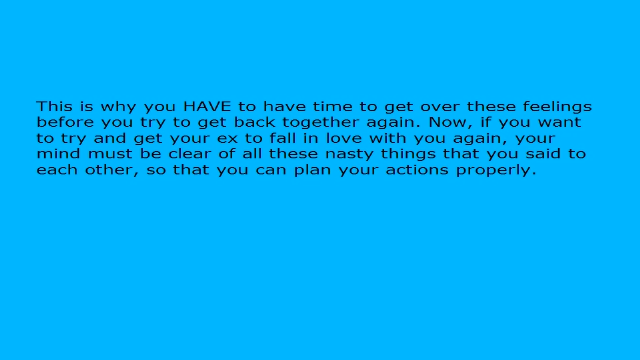 This is why you HAVE to have time to get over these feelings
before you try to get back together again. Now, if you want
to try and get your ex to fall in love with you again, your
mind must be clear of all these nasty things that you said to
each other, so that you can plan your actions properly.